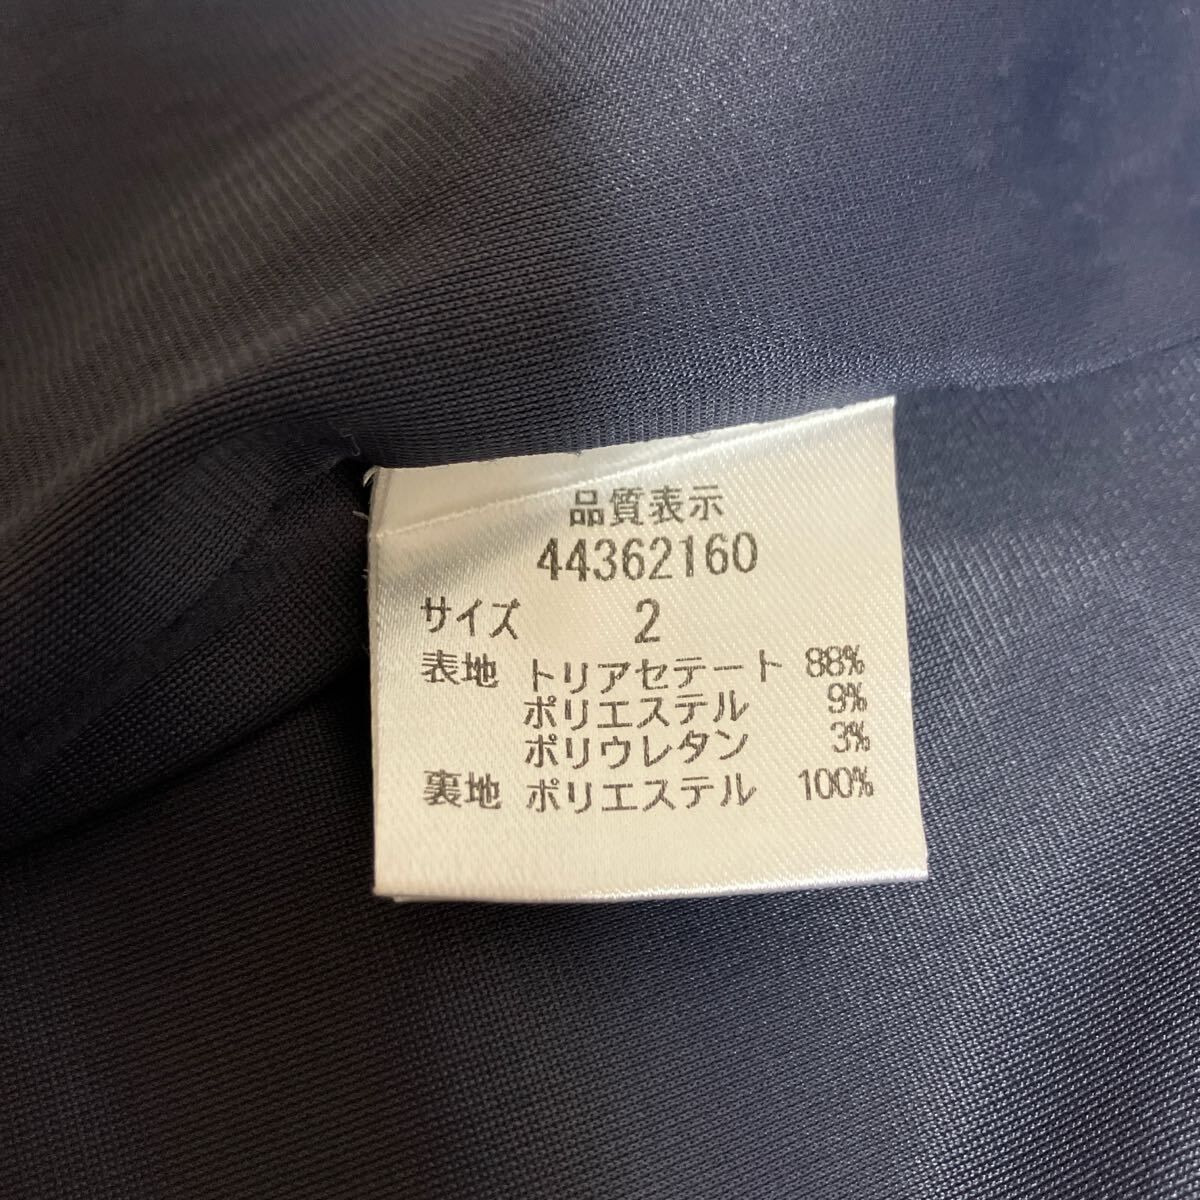 品質表示
44362160
サイズ 2
表地 トリアセテート 88%
ポリエステル 9%
ポリウレタン 3%
裏地 ポリエステル 100%